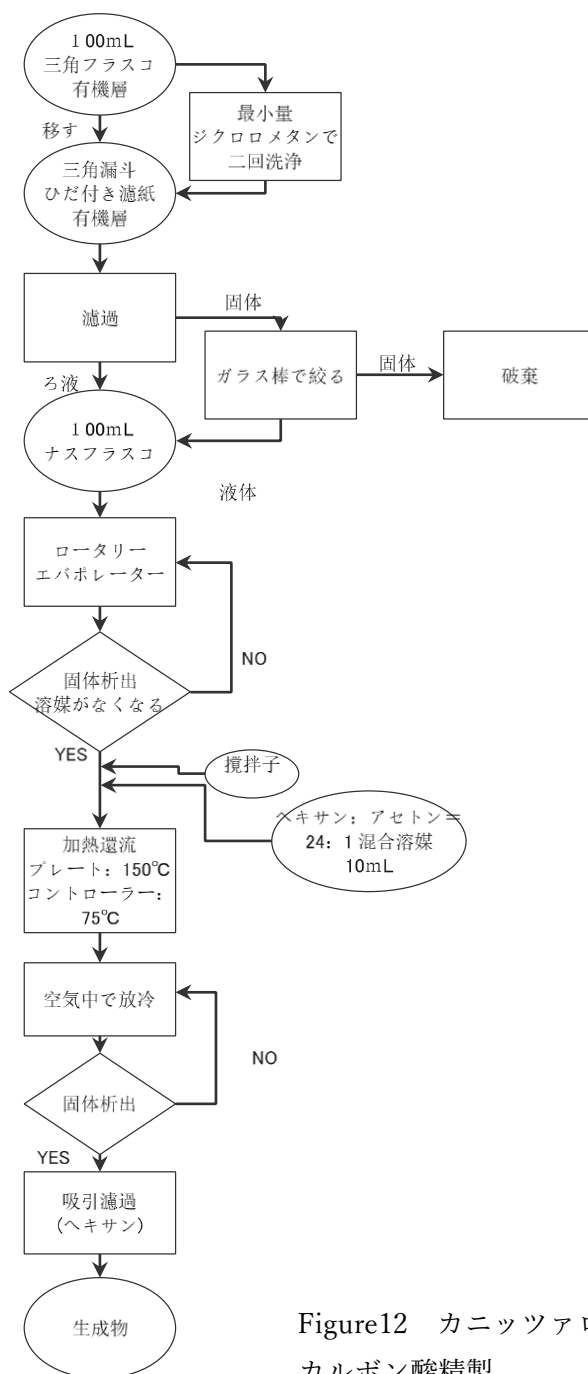 100mL
三角フラスコ
有機層
最小量
ジクロロメタンで
二回洗浄
移す
三角漏斗
ひだ付き濾紙
有機層
濾過
固体
ガラス棒で絞る
固体
破棄
ろ液
100mL
ナスフラスコ
液体
ロータリー
エバポレーター
固体析出
溶媒がなくなる
NO
YES
撹拌子
ヘキサン：アセトン＝
24：1混合溶媒
10mL
加熱還流
プレート：150℃
コントローラー：
75℃
空気中で放冷
NO
固体析出
YES
吸引濾過
(ヘキサン)
生成物
Figure12　カニッツァロ
カルボン酸精製